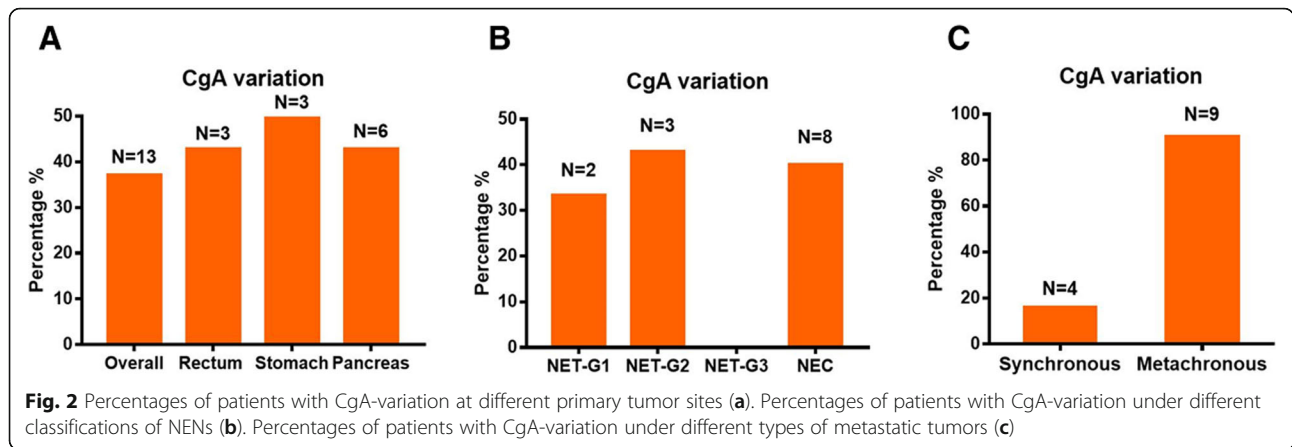 A
CgA variation
Percentage %
50
40
30
20
10
0
N=13
N=3
N=3
N=6
Overall Rectum Stomach Pancreas
B
CgA variation
Percentage %
50
40
30
20
10
0
N=2
N=3
N=8
NET-G1 NET-G2 NET-G3 NEC
C
CgA variation
Percentage %
100
80
60
40
20
0
N=4
N=9
Synchronous Metachronous
Fig. 2 Percentages of patients with CgA-variation at different primary tumor sites (a). Percentages of patients with CgA-variation under different
classifications of NENs (b). Percentages of patients with CgA-variation under different types of metastatic tumors (c)